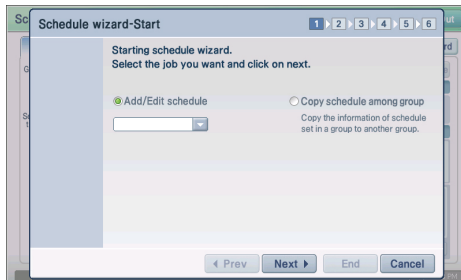 Schedule wizard-Start
1 2 3 4 5 6
Starting schedule wizard.
Select the job you want and click on next.
Add/Edit schedule
Copy schedule among group
Copy the information of schedule
set in a group to another group.
Prev Next End Cancel